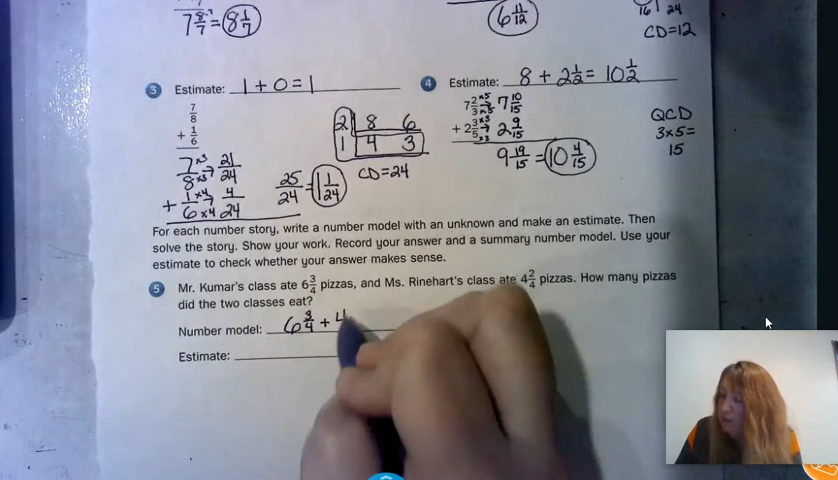 7 8/7 = 8 1/7
6 11/12
16 | 24
CD=12
3 Estimate: 1 + 0 = 1
7/8
+ 1/6
7/8 ×3 ×3 → 21/24
+ 1/6 ×4 ×4 → 4/24
25/24 = 1 1/24
2 | 8 6
1 | 4 3
CD=24
4 Estimate: 8 + 2 1/2 = 10 1/2
7 2/3 ×5 ×5 → 7 10/15
+ 2 3/5 ×3 ×3 → 2 9/15
9 19/15 = 10 4/15
QCD
3×5=
15
For each number story, write a number model with an unknown and make an estimate. Then
solve the story. Show your work. Record your answer and a summary number model. Use your
estimate to check whether your answer makes sense.
5 Mr. Kumar's class ate 6 3/4 pizzas, and Ms. Rinehart's class ate 4 2/4 pizzas. How many pizzas
did the two classes eat?
Number model: 6 3/4 + 4
Estimate: